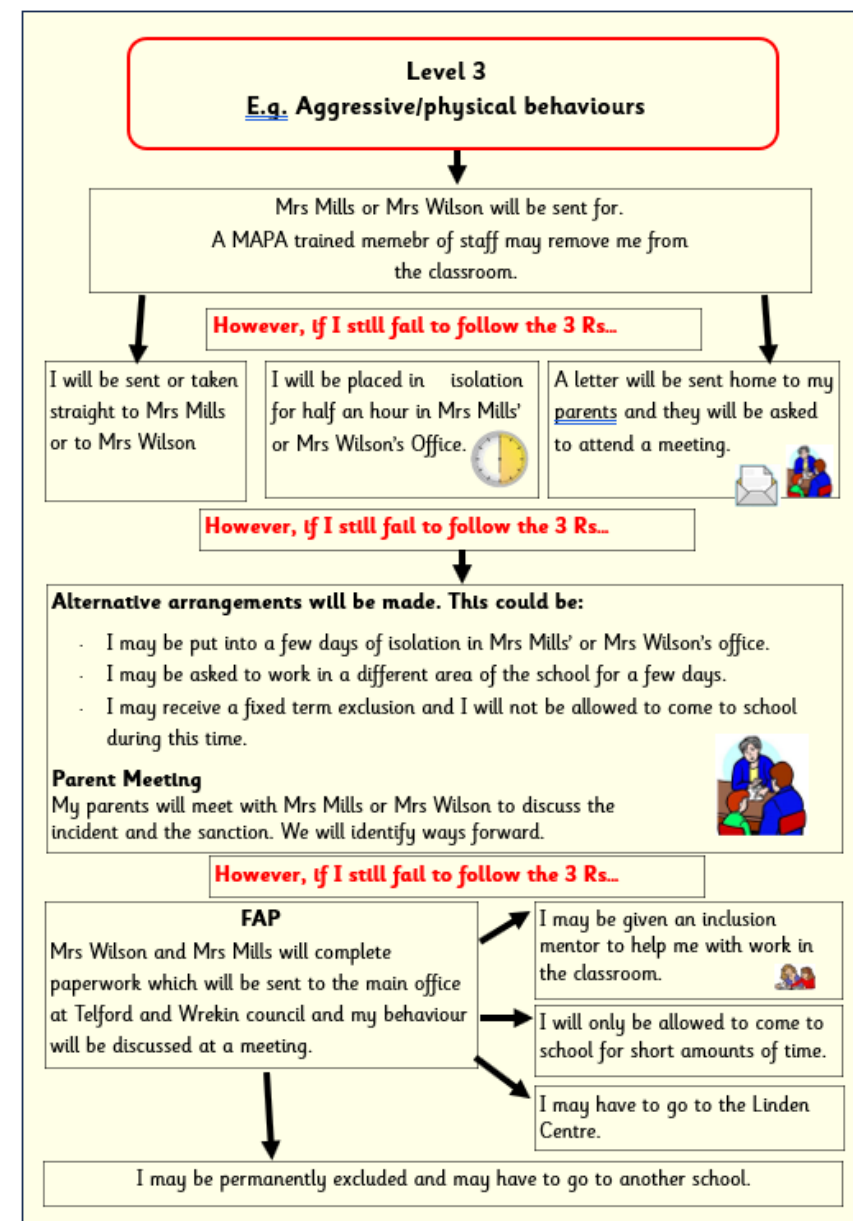 Level 3
E.g. Aggressive/physical behaviours
Mrs Mills or Mrs Wilson will be sent for.
A MAPA trained memebr of staff may remove me from
the classroom.
However, if I still fail to follow the 3 Rs...
I will be sent or taken
straight to Mrs Mills
or to Mrs Wilson
I will be placed in isolation
for half an hour in Mrs Mills'
or Mrs Wilson's Office.
A letter will be sent home to my
parents and they will be asked
to attend a meeting.
However, if I still fail to follow the 3 Rs...
Alternative arrangements will be made. This could be:
· I may be put into a few days of isolation in Mrs Mills' or Mrs Wilson's office.
· I may be asked to work in a different area of the school for a few days.
· I may receive a fixed term exclusion and I will not be allowed to come to school
during this time.
Parent Meeting
My parents will meet with Mrs Mills or Mrs Wilson to discuss the
incident and the sanction. We will identify ways forward.
However, if I still fail to follow the 3 Rs...
FAP
Mrs Wilson and Mrs Mills will complete
paperwork which will be sent to the main office
at Telford and Wrekin council and my behaviour
will be discussed at a meeting.
I may be given an inclusion
mentor to help me with work in
the classroom.
I will only be allowed to come to
school for short amounts of time.
I may have to go to the Linden
Centre.
I may be permanently excluded and may have to go to another school.